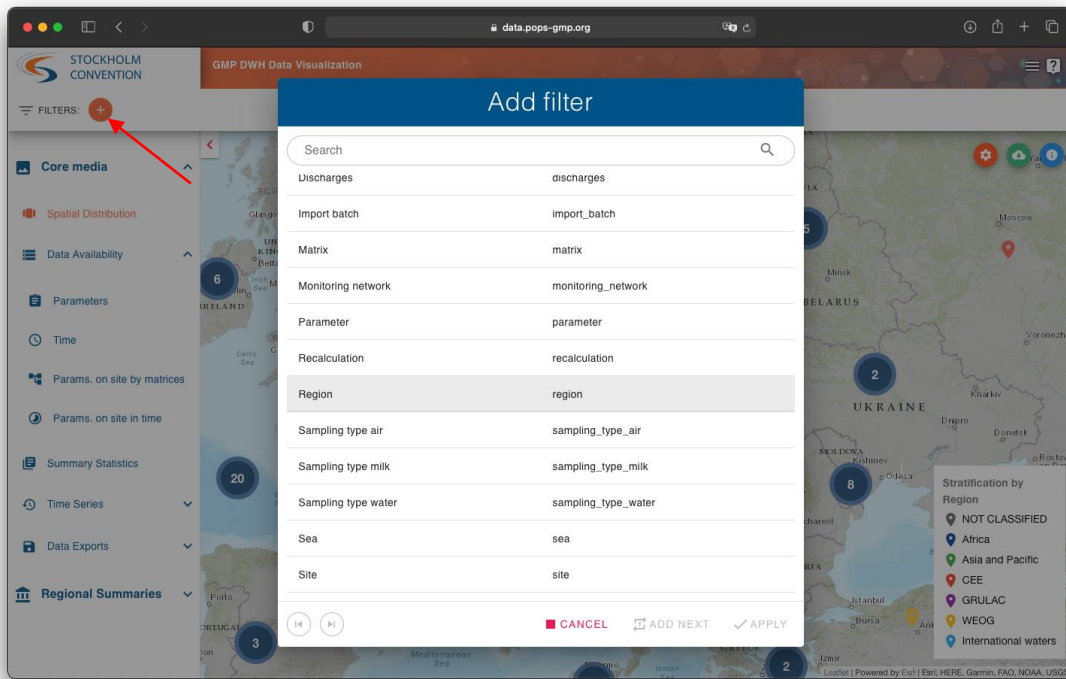 data.pops-gmp.org
STOCKHOLM
CONVENTION
GMP DWH Data Visualization
FILTERS:
Add filter
Search
Discharges discharges
Import batch import_batch
Matrix matrix
Monitoring network monitoring_network
Parameter parameter
Recalculation recalculation
Region region
Sampling type air sampling_type_air
Sampling type milk sampling_type_milk
Sampling type water sampling_type_water
Sea sea
Site site
CANCEL ADD NEXT APPLY
Core media
Spatial Distribution
Data Availability
Parameters
Time
Params. on site by matrices
Params. on site in time
Summary Statistics
Time Series
Data Exports
Regional Summaries
6
IRELAND
Celtic
Sea
20
Porto
3
Mediterranean
Sea
Moscow
5
Minsk
BELARUS
Voronezh
2
Kharkiv
UKRAINE
Dnipro
Donetsk
MOLDOVA
Kishinev
Odesa
8
Istanbul
Bursa
Izmir
2
Stratification by
Region
NOT CLASSIFIED
Africa
Asia and Pacific
CEE
GRULAC
WEOG
International waters
Leaflet | Powered by Esri | Esri, HERE, Garmin, FAO, NOAA, USGS